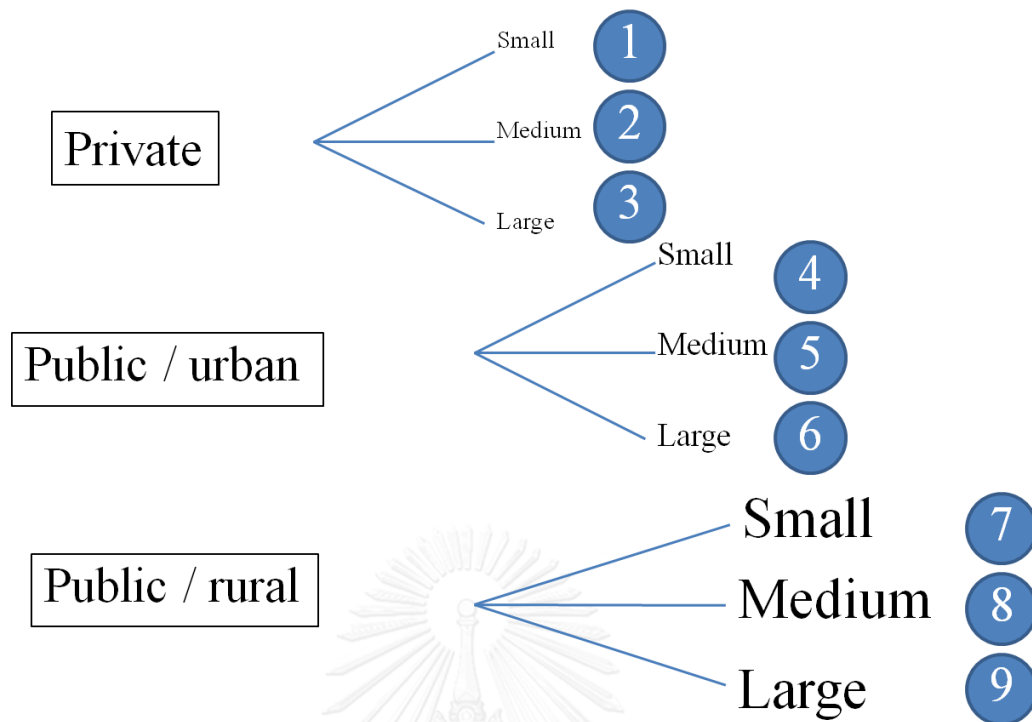 Private
Small 1
Medium 2
Large 3
Public / urban
Small 4
Medium 5
Large 6
Public / rural
Small 7
Medium 8
Large 9